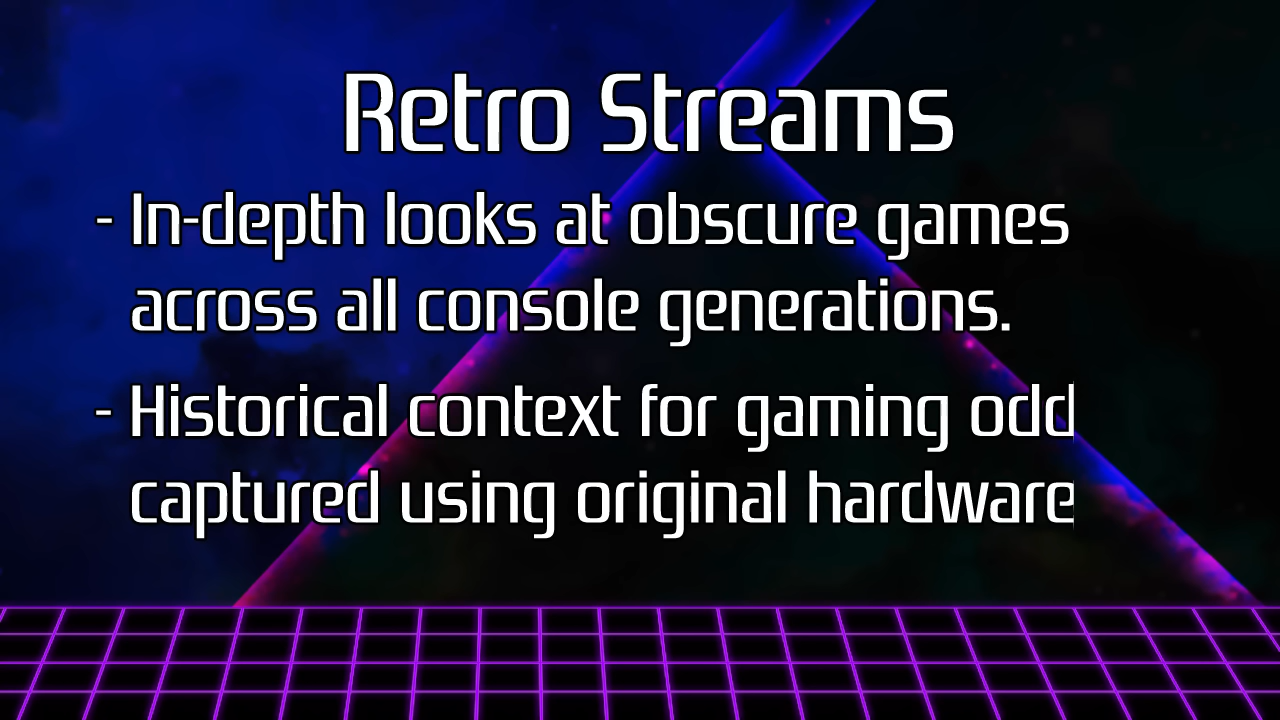 Retro Streams
- In-depth looks at obscure games
across all console generations.
- Historical context for gaming odd
captured using original hardware